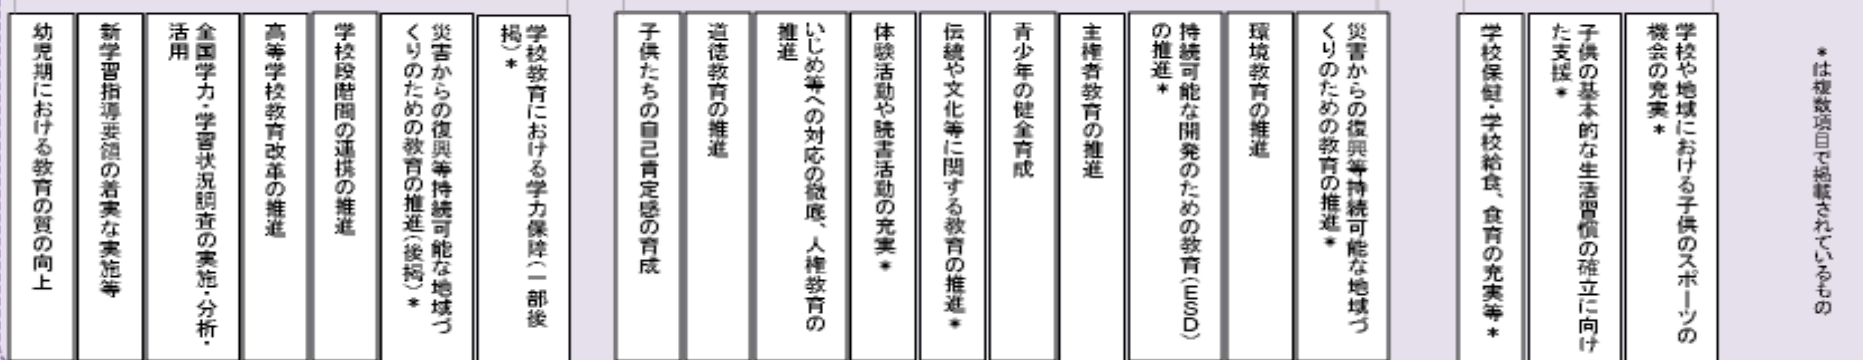 *は複数項目で掲載されているもの
学校や地域における子供のスポーツの
機会の充実*
子供の基本的な生活習慣の確立に向け
た支援*
学校保健・学校給食、食育の充実等*
災害からの復興等持続可能な地域づ
くりのための教育の推進*
環境教育の推進
持続可能な開発のための教育(ESD)
の推進*
主権者教育の推進
青少年の健全育成
伝統や文化等に関する教育の推進*
体験活動や読書活動の充実*
いじめ等への対応の徹底、人権教育の
推進
道徳教育の推進
子供たちの自己肯定感の育成
学校教育における学力保障(一部後
掲)*
災害からの復興等持続可能な地域づ
くりのための教育の推進(後掲)*
学校段階間の連携の推進
高等学校教育改革の推進
全国学力・学習状況調査の実施・分析・
活用
新学習指導要領の着実な実施等
幼児期における教育の質の向上